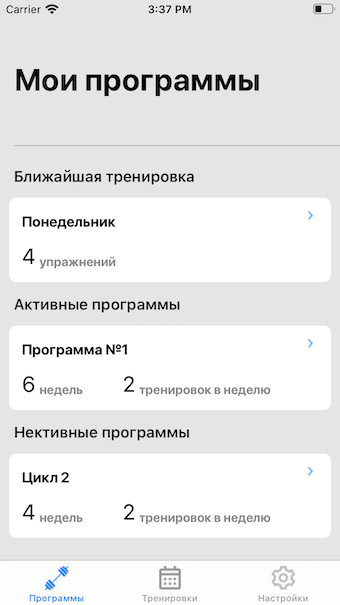 Carrier 3:37 PM
Мои программы
Ближайшая тренировка
Понедельник
4 упражнений
Активные программы
Программа №1
6 недель 2 тренировок в неделю
Нективные программы
Цикл 2
4 недель 2 тренировок в неделю
Программы Тренировки Настройки